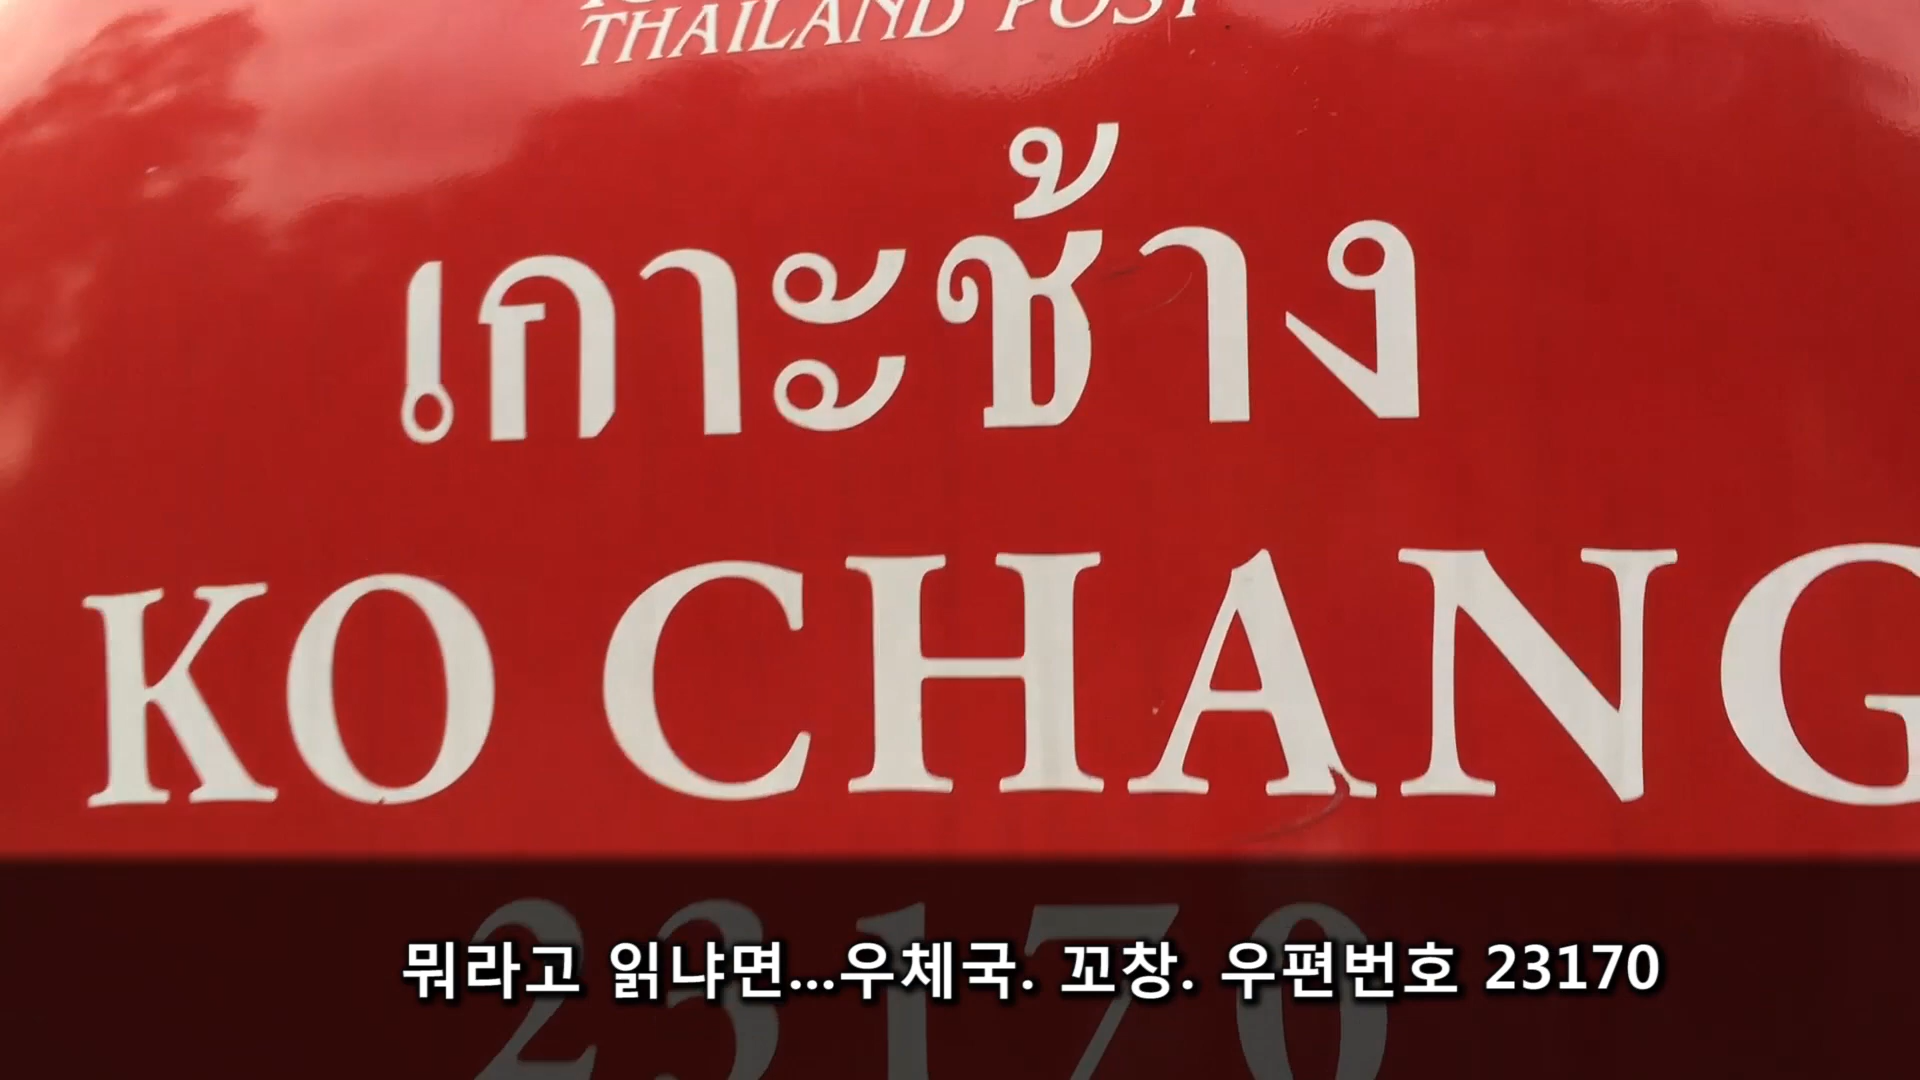 THAILAND POST
เกาะช้าง
KO CHANG
23170
뭐라고 읽냐면...우체국. 꼬창. 우편번호 23170